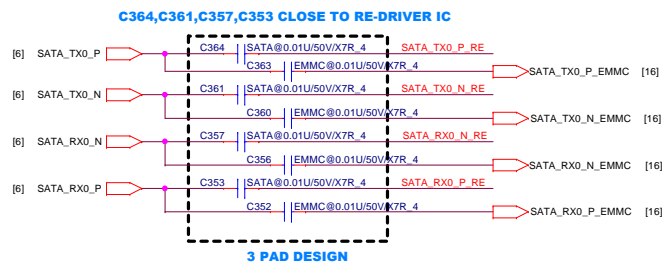 C364,C361,C357,C353 CLOSE TO RE-DRIVER IC
[6] SATA_TX0_P C364 SATA@0.01U/50V/X7R_4 SATA_TX0_P_RE
C363 EMMC@0.01U/50V/X7R_4 SATA_TX0_P_EMMC [16]
[6] SATA_TX0_N C361 SATA@0.01U/50V/X7R_4 SATA_TX0_N_RE
C360 EMMC@0.01U/50V/X7R_4 SATA_TX0_N_EMMC [16]
[6] SATA_RX0_N C357 SATA@0.01U/50V/X7R_4 SATA_RX0_N_RE
C356 EMMC@0.01U/50V/X7R_4 SATA_RX0_N_EMMC [16]
[6] SATA_RX0_P C353 SATA@0.01U/50V/X7R_4 SATA_RX0_P_RE
C352 EMMC@0.01U/50V/X7R_4 SATA_RX0_P_EMMC [16]
3 PAD DESIGN